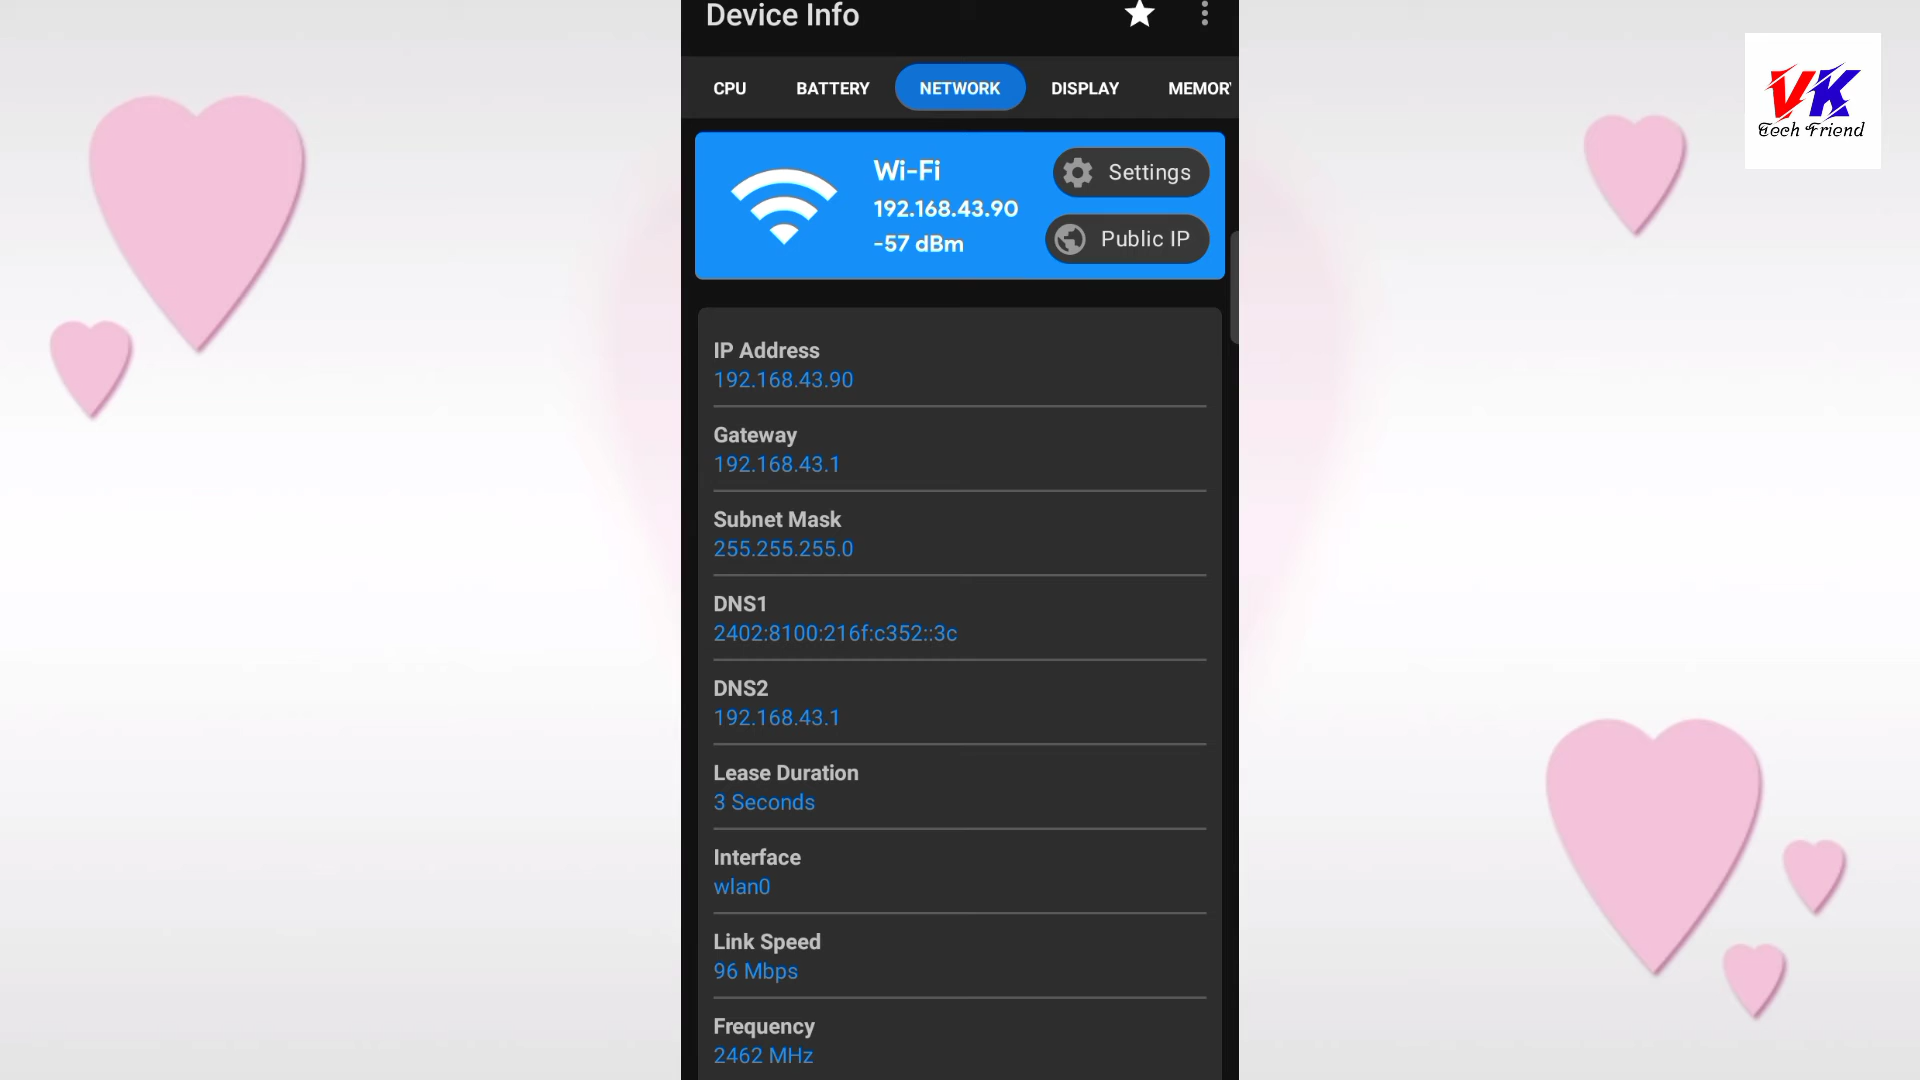 Device Info
CPU BATTERY NETWORK DISPLAY MEMORY
VK
Tech Friend
Wi-Fi
192.168.43.90
-57 dBm
Settings
Public IP
IP Address
192.168.43.90
Gateway
192.168.43.1
Subnet Mask
255.255.255.0
DNS1
2402:8100:216f:c352::3c
DNS2
192.168.43.1
Lease Duration
3 Seconds
Interface
wlan0
Link Speed
96 Mbps
Frequency
2462 MHz